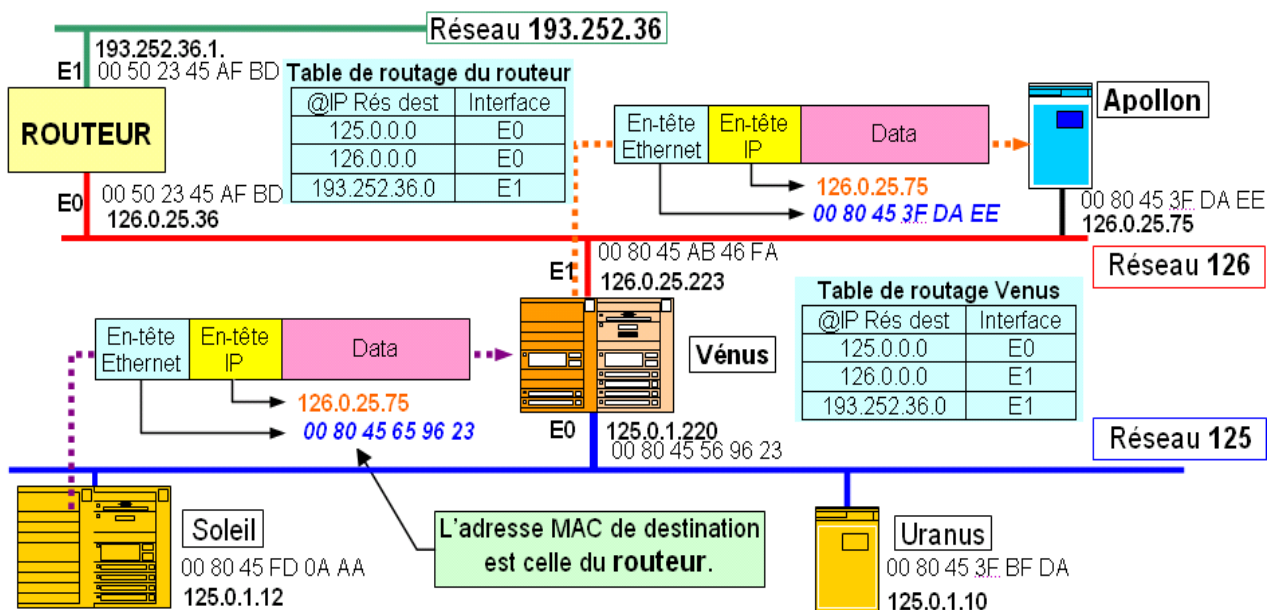 Réseau 193.252.36
193.252.36.1.
E1 00 50 23 45 AF BD
ROUTEUR
E0 00 50 23 45 AF BD
126.0.25.36
Table de routage du routeur
@IP Rés dest Interface
125.0.0.0 E0
126.0.0.0 E0
193.252.36.0 E1
En-tête Ethernet
En-tête IP
Data
126.0.25.75
00 80 45 3F DA EE
Apollon
00 80 45 3F DA EE
126.0.25.75
Réseau 126
00 80 45 AB 46 FA
E1 126.0.25.223
Vénus
Table de routage Venus
@IP Rés dest Interface
125.0.0.0 E0
126.0.0.0 E1
193.252.36.0 E1
En-tête Ethernet
En-tête IP
Data
126.0.25.75
00 80 45 65 96 23
E0 125.0.1.220
00 80 45 56 96 23
Réseau 125
Soleil
00 80 45 FD 0A AA
125.0.1.12
L'adresse MAC de destination
est celle du routeur.
Uranus
00 80 45 3F BF DA
125.0.1.10